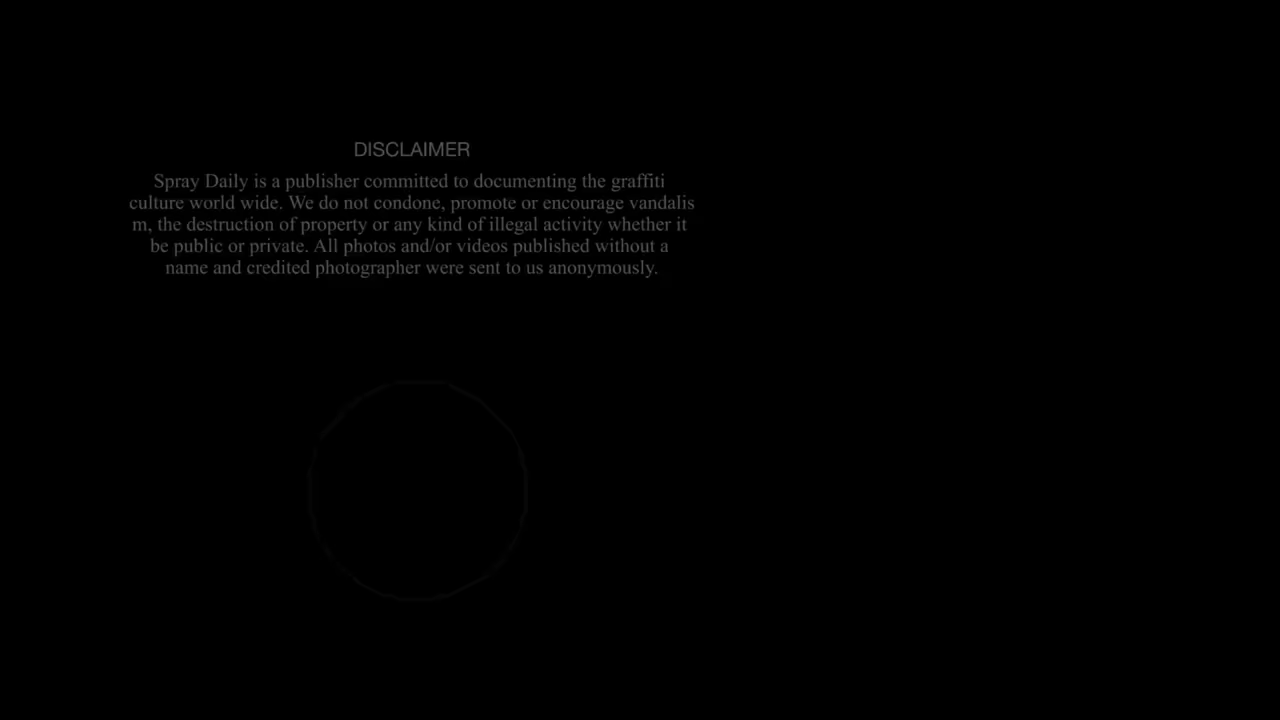 DISCLAIMER
Spray Daily is a publisher committed to documenting the graffiti
culture world wide. We do not condone, promote or encourage vandalis
m, the destruction of property or any kind of illegal activity whether it
be public or private. All photos and/or videos published without a
name and credited photographer were sent to us anonymously.